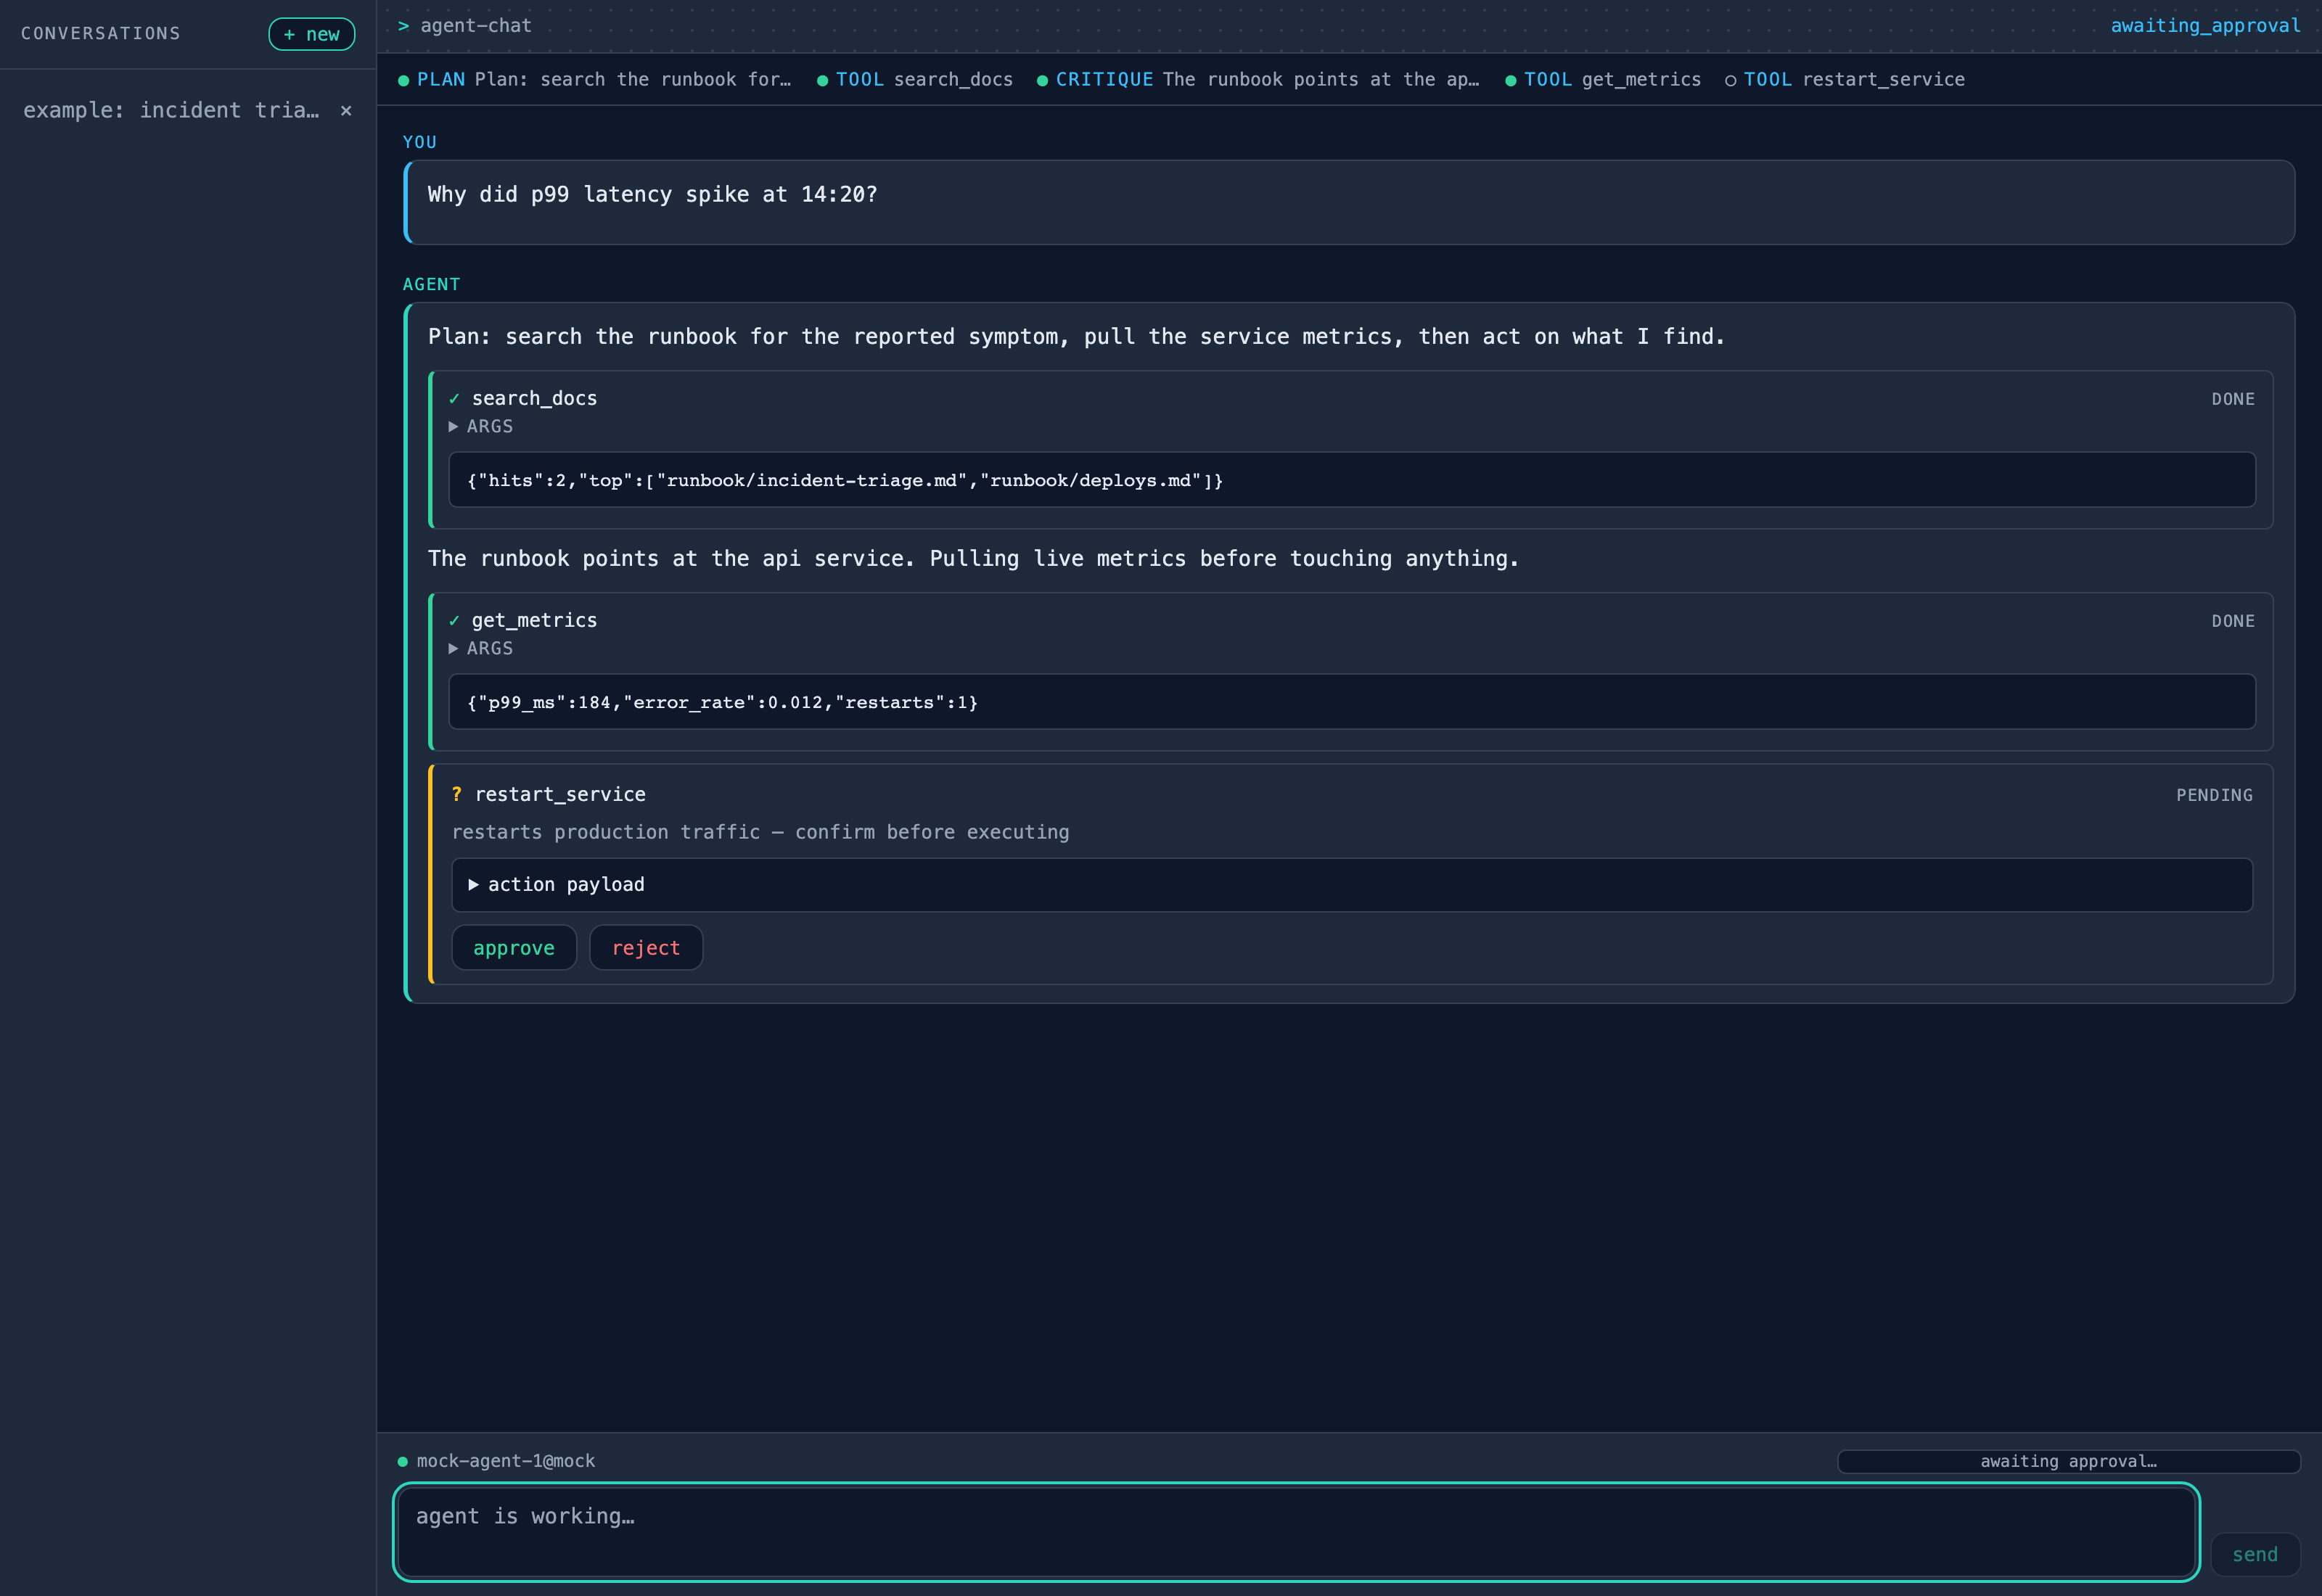 CONVERSATIONS
+ new
example: incident tria… ×
> agent-chat
awaiting_approval
● PLAN Plan: search the runbook for… ● TOOL search_docs ● CRITIQUE The runbook points at the ap… ● TOOL get_metrics ○ TOOL restart_service
YOU
Why did p99 latency spike at 14:20?
AGENT
Plan: search the runbook for the reported symptom, pull the service metrics, then act on what I find.
✓ search_docs DONE
▶ ARGS
{"hits":2,"top":["runbook/incident-triage.md","runbook/deploys.md"]}
The runbook points at the api service. Pulling live metrics before touching anything.
✓ get_metrics DONE
▶ ARGS
{"p99_ms":184,"error_rate":0.012,"restarts":1}
? restart_service PENDING
restarts production traffic — confirm before executing
▶ action payload
approve reject
● mock-agent-1@mock awaiting approval…
agent is working…
send